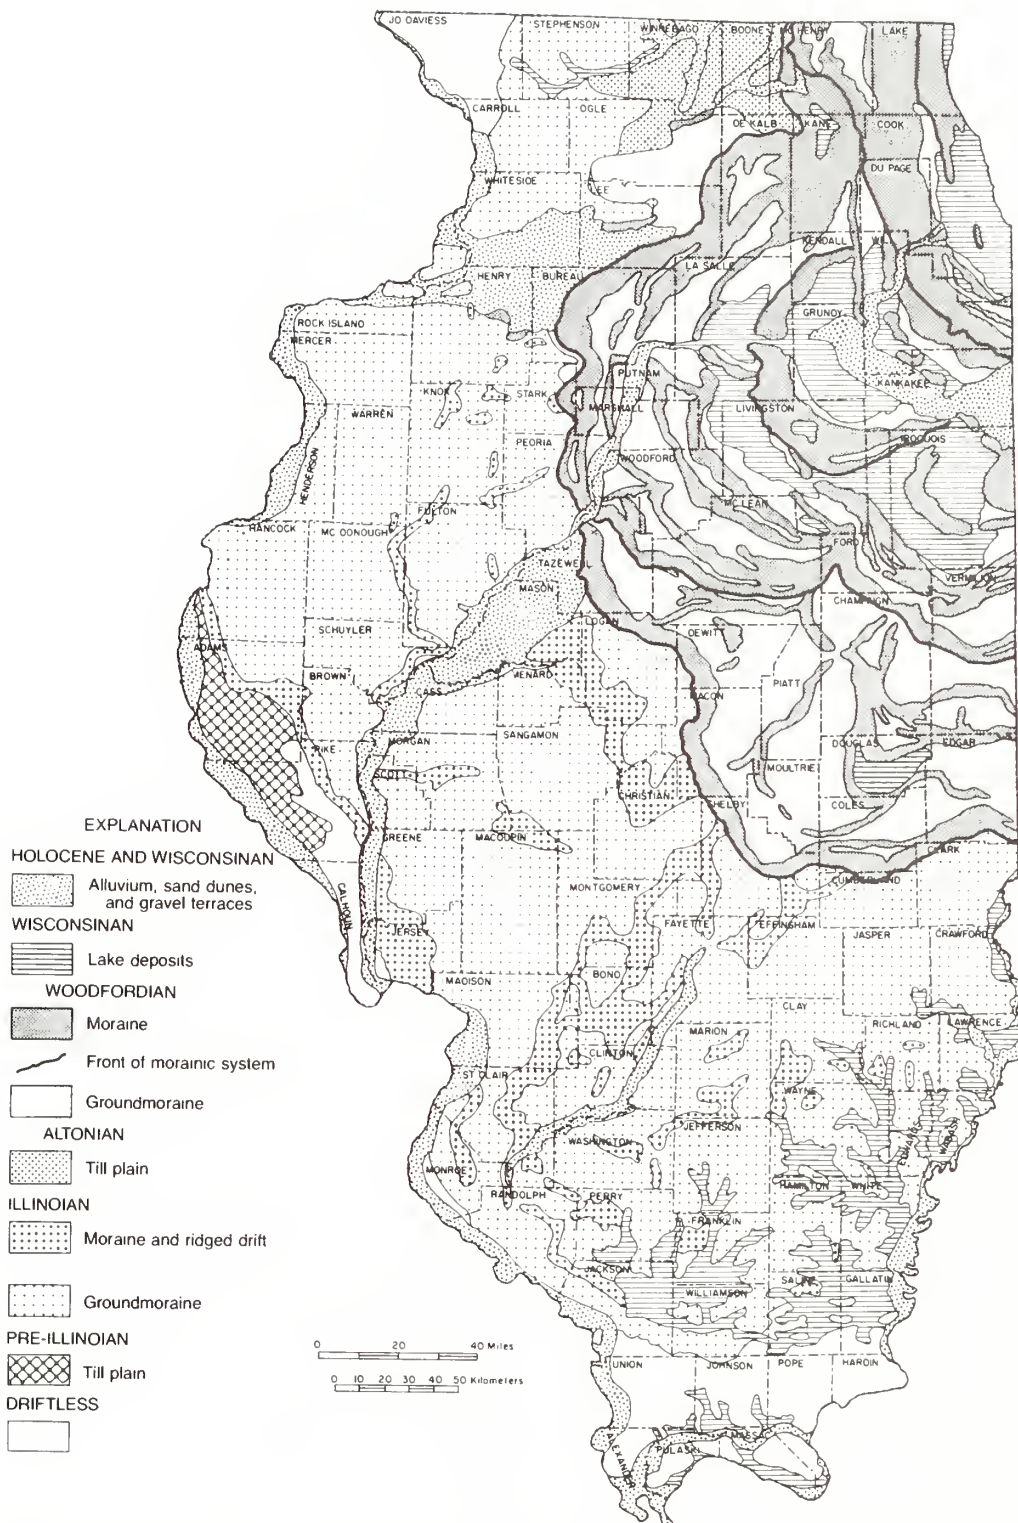 JO DAVIESS
STEPHENSON
WINNEBAGO
BOONE
MC HENRY
LAKE
CARROLL
OGLE
DE KALB
KANE
COOK
DU PAGE
WHITESIDE
LEE
KENDALL
WILL
HENRY
BUREAU
LA SALLE
GRUNDY
ROCK ISLAND
MERCER
KNOX
STARK
PUTNAM
MARSHALL
KANKAKEE
WARREN
LIVINGSTON
HENDERSON
PEORIA
WOODFORD
IROQUOIS
HANCOCK
MC DONOUGH
FULTON
MC LEAN
FORD
TAZEWELL
MASON
VERMILION
CHAMPAIGN
LOGAN
DEWITT
SCHUYLER
ADAMS
BROWN
CASS
MENARD
MACON
PIATT
PIKE
MORGAN
SANGAMON
DOUGLAS
EDGAR
SCOTT
CHRISTIAN
MOULTRIE
SHELBY
COLES
GREENE
MACOUPIN
CLARK
CUMBERLAND
MONTGOMERY
CALHOUN
JERSEY
FAYETTE
EFFINGHAM
JASPER
CRAWFORD
MADISON
BOND
CLAY
RICHLAND
LAWRENCE
MARION
CLINTON
ST CLAIR
WAYNE
EDWARDS
WABASH
WASHINGTON
JEFFERSON
MONROE
RANDOLPH
PERRY
HAMILTON
WHITE
FRANKLIN
JACKSON
WILLIAMSON
SALINE
GALLATIN
UNION
JOHNSON
POPE
HARDIN
ALEXANDER
PULASKI
MASSAC
EXPLANATION
HOLOCENE AND WISCONSINAN
Alluvium, sand dunes,
and gravel terraces
WISCONSINAN
Lake deposits
WOODFORDIAN
Moraine
Front of morainic system
Groundmoraine
ALTONIAN
Till plain
ILLINOIAN
Moraine and ridged drift
Groundmoraine
PRE-ILLINOIAN
Till plain
DRIFTLESS
0 20 40 Miles
0 10 20 30 40 50 Kilometers